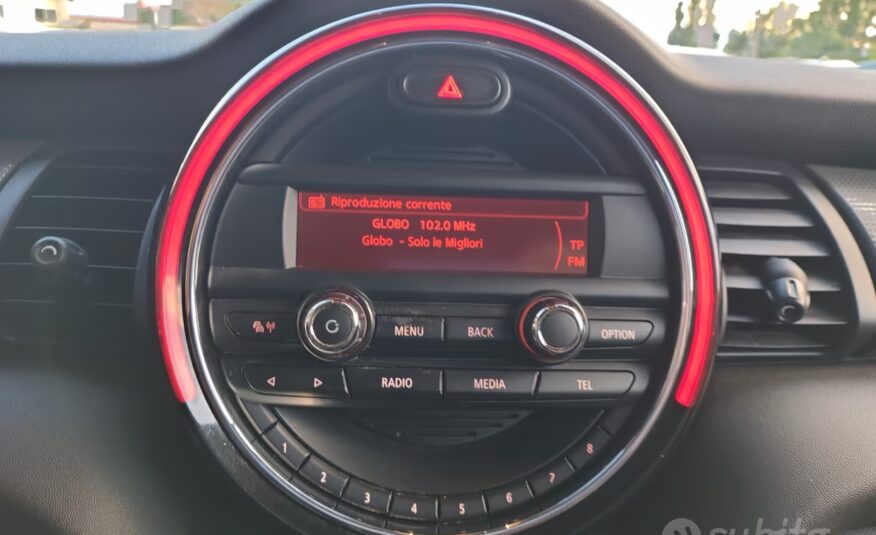 Riproduzione corrente
GLOBO 102.0 MHz
Globo - Solo le Migliori
TP
FM
MENU BACK OPTION
RADIO MEDIA TEL
1 2 3 4 5 6 7 8
subito